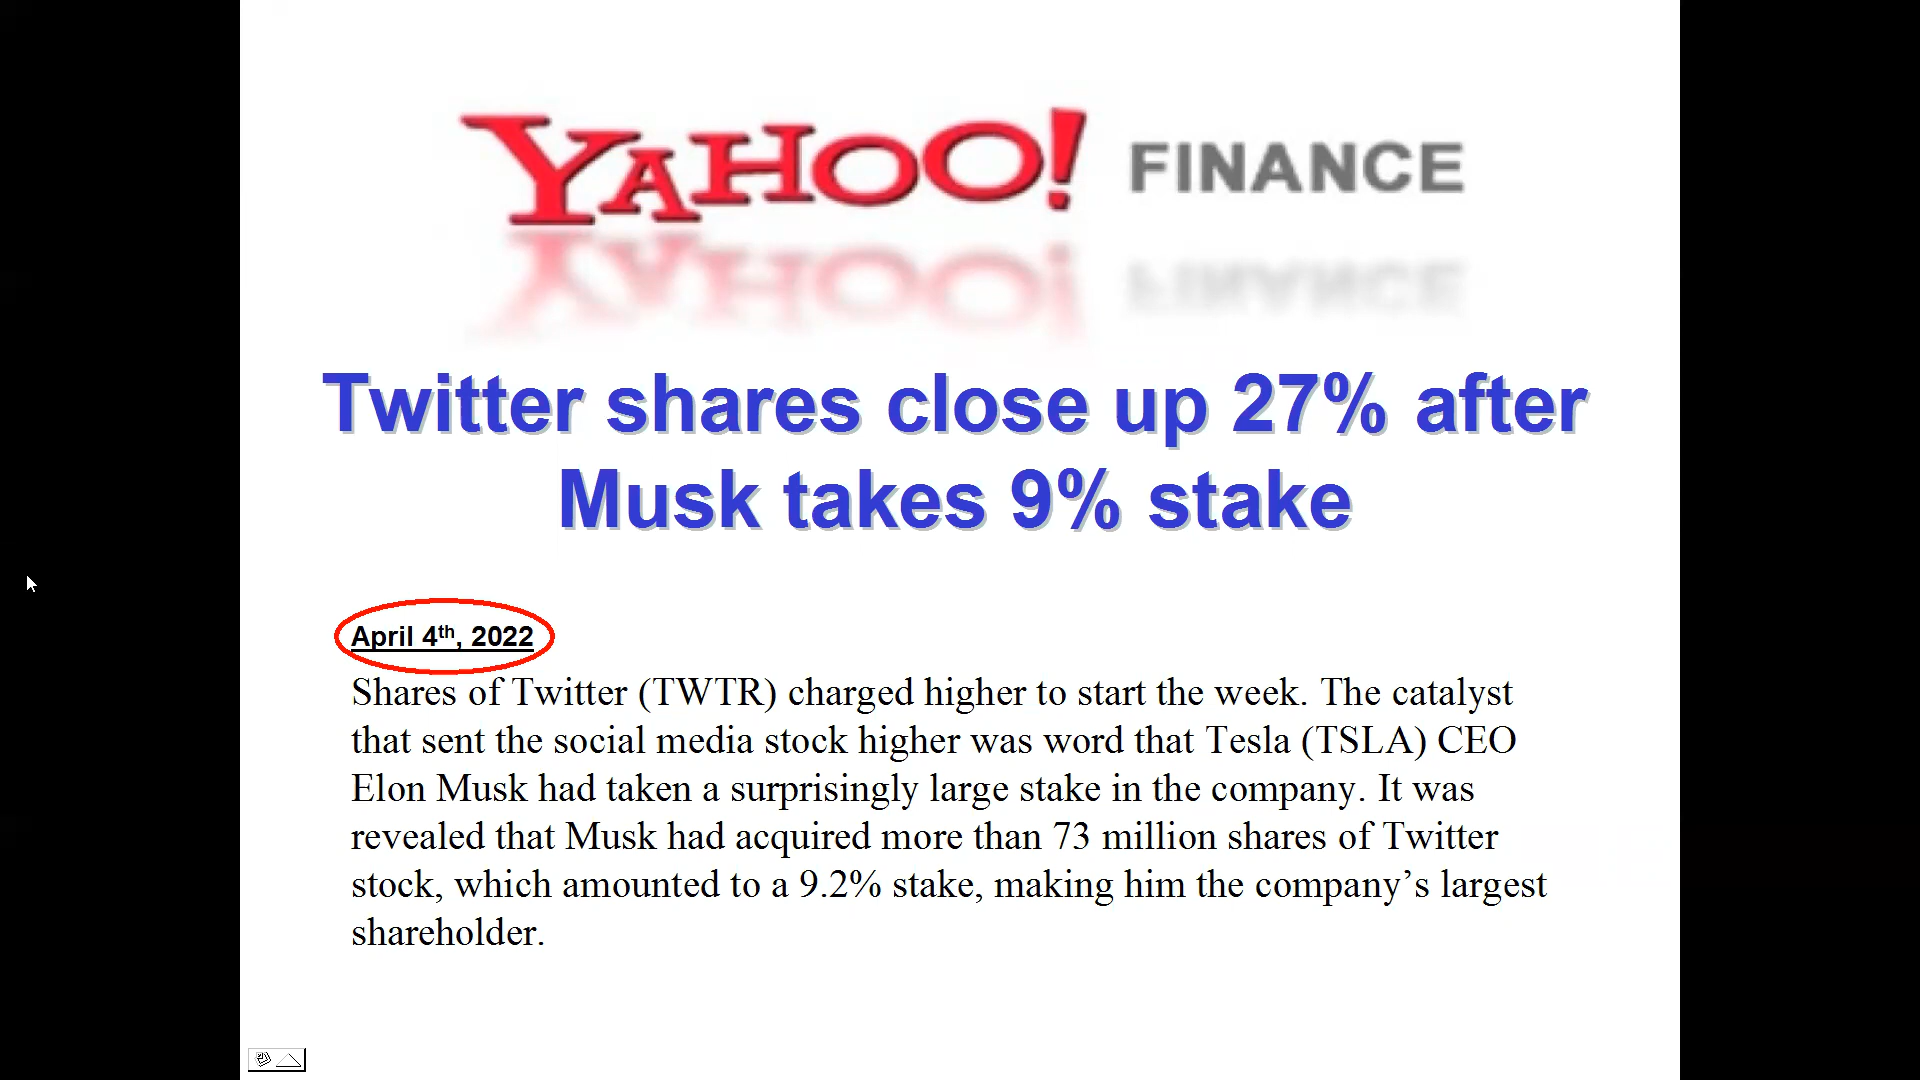 YAHOO! FINANCE
Twitter shares close up 27% after
Musk takes 9% stake
April 4th, 2022
Shares of Twitter (TWTR) charged higher to start the week. The catalyst
that sent the social media stock higher was word that Tesla (TSLA) CEO
Elon Musk had taken a surprisingly large stake in the company. It was
revealed that Musk had acquired more than 73 million shares of Twitter
stock, which amounted to a 9.2% stake, making him the company’s largest
shareholder.